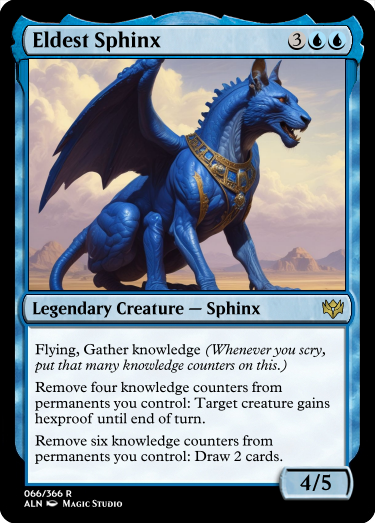 Eldest Sphinx 3
Legendary Creature — Sphinx
Flying, Gather knowledge (Whenever you scry,
put that many knowledge counters on this.)
Remove four knowledge counters from
permanents you control: Target creature gains
hexproof until end of turn.
Remove six knowledge counters from
permanents you control: Draw 2 cards.
4/5
066/366 R
ALN Magic Studio